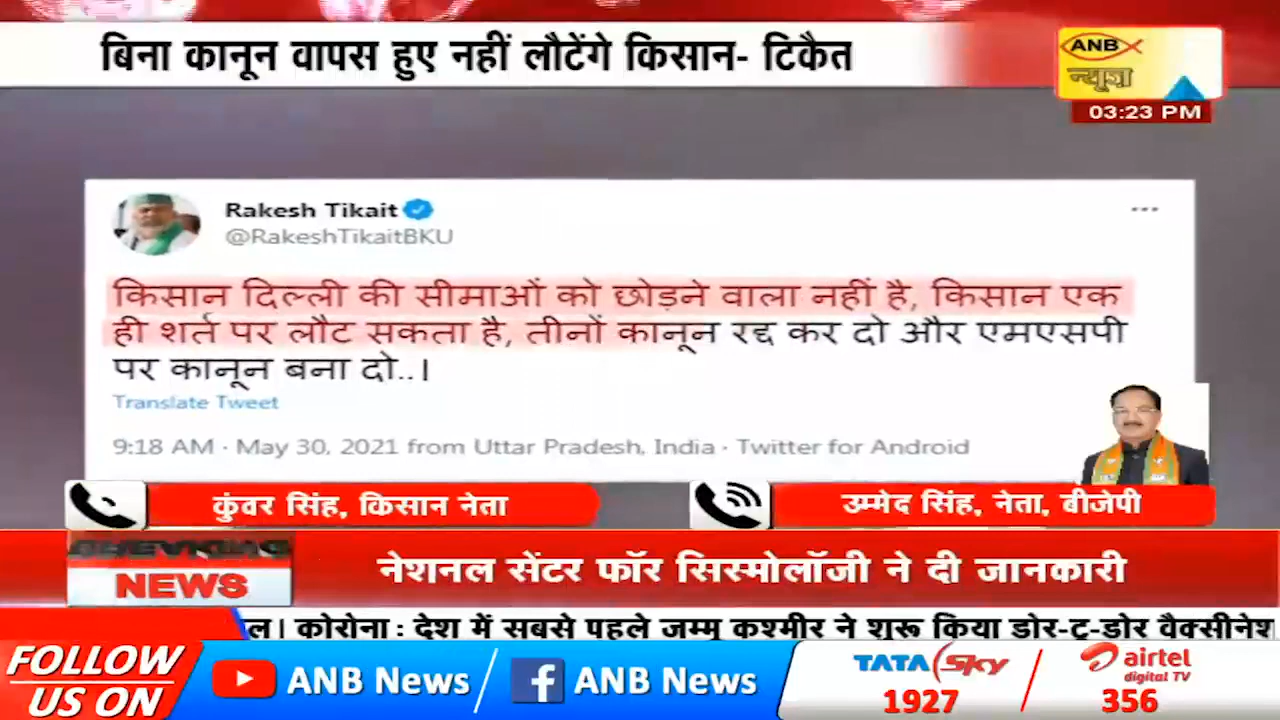 बिना कानून वापस हुए नहीं लौटेंगे किसान- टिकैत
ANB
न्यूज़
03:23 PM
Rakesh Tikait
@RakeshTikaitBKU
किसान दिल्ली की सीमाओं को छोड़ने वाला नहीं है, किसान एक
ही शर्त पर लौट सकता है, तीनों कानून रद्द कर दो और एमएसपी
पर कानून बना दो..।
Translate Tweet
9:18 AM · May 30, 2021 from Uttar Pradesh, India · Twitter for Android
कुंवर सिंह, किसान नेता
उम्मेद सिंह, नेता, बीजेपी
NEWS
नेशनल सेंटर फॉर सिस्मोलॉजी ने दी जानकारी
ल। कोरोना : देश में सबसे पहले जम्मू कश्मीर ने शुरू किया डोर-टू-डोर वैक्सीनेश
FOLLOW
US ON
ANB News
ANB News
TATA Sky
1927
airtel
digital TV
356